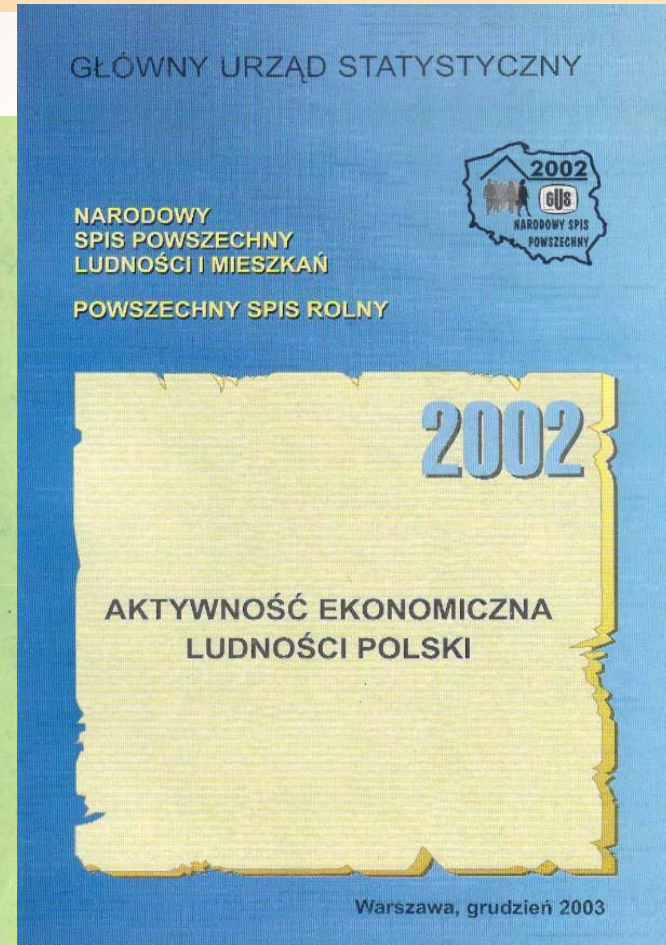 GŁÓWNY URZĄD STATYSTYCZNY
2002
GUS
NARODOWY SPIS
POWSZECHNY
NARODOWY
SPIS POWSZECHNY
LUDNOŚCI I MIESZKAŃ
POWSZECHNY SPIS ROLNY
2002
AKTYWNOŚĆ EKONOMICZNA
LUDNOŚCI POLSKI
Warszawa, grudzień 2003